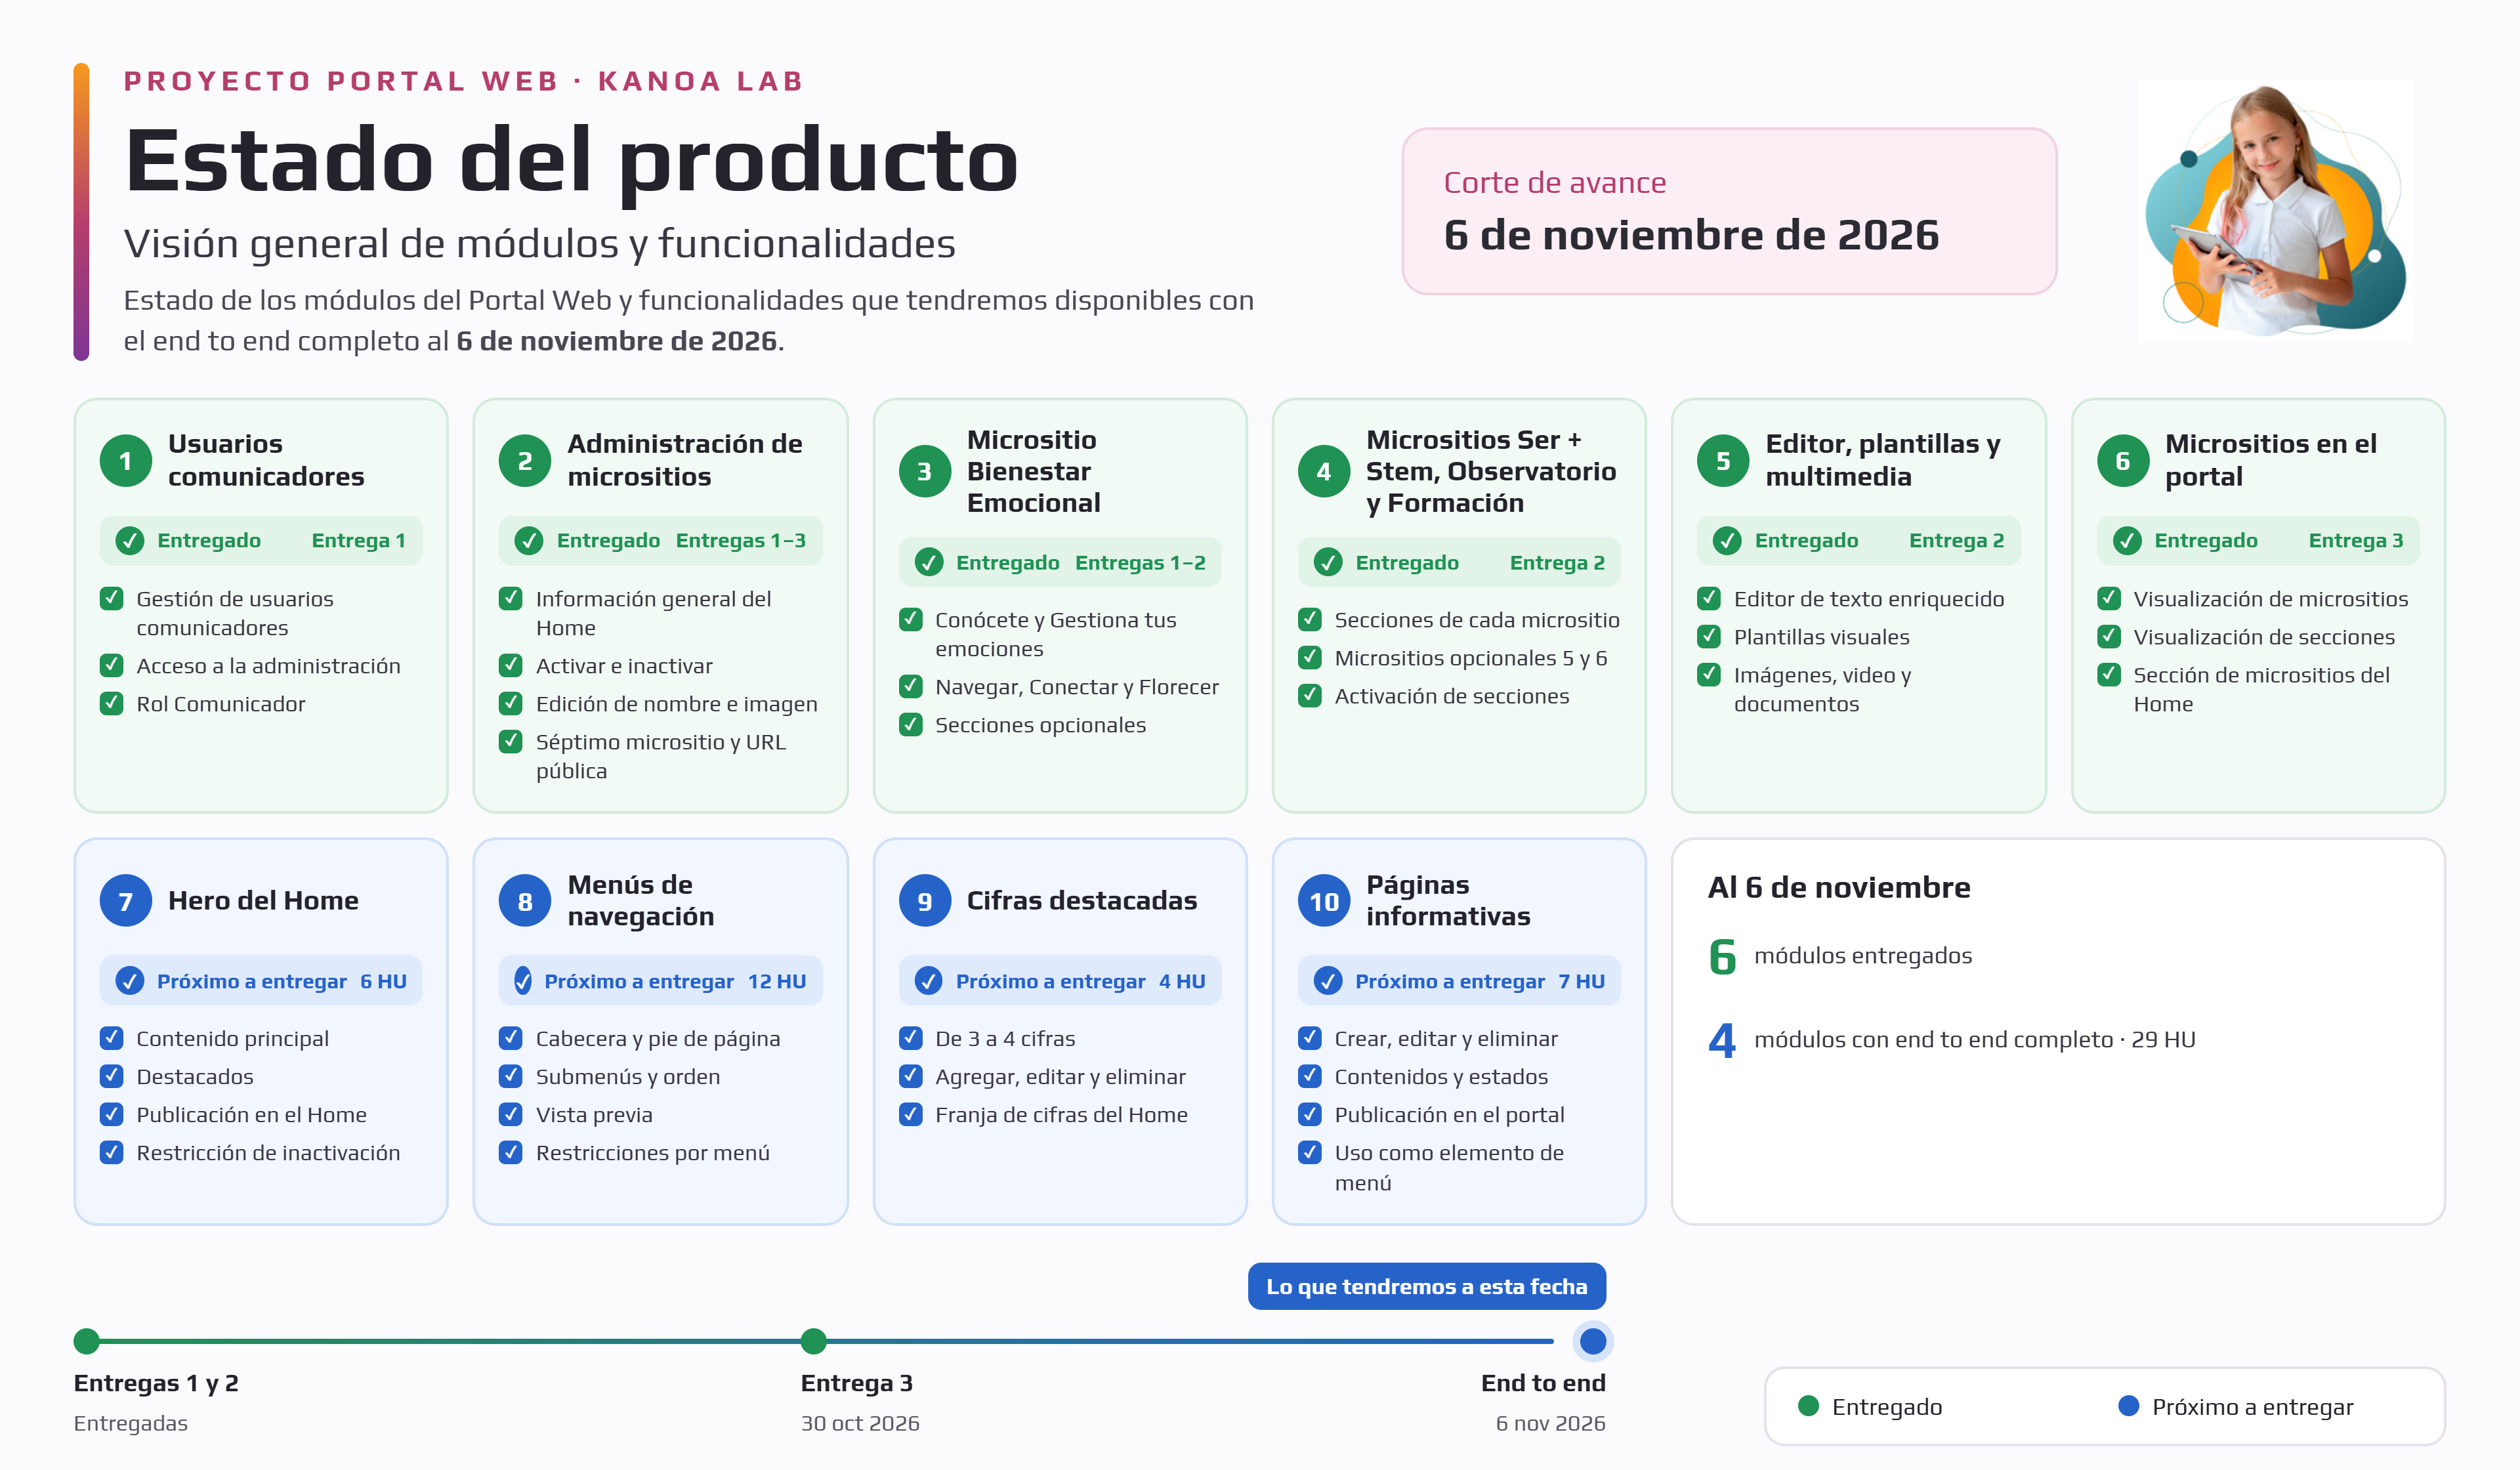 PROYECTO PORTAL WEB · KANOA LAB
Estado del producto
Visión general de módulos y funcionalidades
Estado de los módulos del Portal Web y funcionalidades que tendremos disponibles con
el end to end completo al 6 de noviembre de 2026.
Corte de avance
6 de noviembre de 2026
1
Usuarios
comunicadores
Entregado Entrega 1
Gestión de usuarios
comunicadores
Acceso a la administración
Rol Comunicador
2
Administración de
micrositios
Entregado Entregas 1–3
Información general del
Home
Activar e inactivar
Edición de nombre e imagen
Séptimo micrositio y URL
pública
3
Micrositio
Bienestar
Emocional
Entregado Entregas 1–2
Conócete y Gestiona tus
emociones
Navegar, Conectar y Florecer
Secciones opcionales
4
Micrositios Ser +
Stem, Observatorio
y Formación
Entregado Entrega 2
Secciones de cada micrositio
Micrositios opcionales 5 y 6
Activación de secciones
5
Editor, plantillas y
multimedia
Entregado Entrega 2
Editor de texto enriquecido
Plantillas visuales
Imágenes, video y
documentos
6
Micrositios en el
portal
Entregado Entrega 3
Visualización de micrositios
Visualización de secciones
Sección de micrositios del
Home
7
Hero del Home
Próximo a entregar 6 HU
Contenido principal
Destacados
Publicación en el Home
Restricción de inactivación
8
Menús de
navegación
Próximo a entregar 12 HU
Cabecera y pie de página
Submenús y orden
Vista previa
Restricciones por menú
9
Cifras destacadas
Próximo a entregar 4 HU
De 3 a 4 cifras
Agregar, editar y eliminar
Franja de cifras del Home
10
Páginas
informativas
Próximo a entregar 7 HU
Crear, editar y eliminar
Contenidos y estados
Publicación en el portal
Uso como elemento de
menú
Al 6 de noviembre
6 módulos entregados
4 módulos con end to end completo · 29 HU
Lo que tendremos a esta fecha
Entregas 1 y 2
Entregadas
Entrega 3
30 oct 2026
End to end
6 nov 2026
Entregado
Próximo a entregar